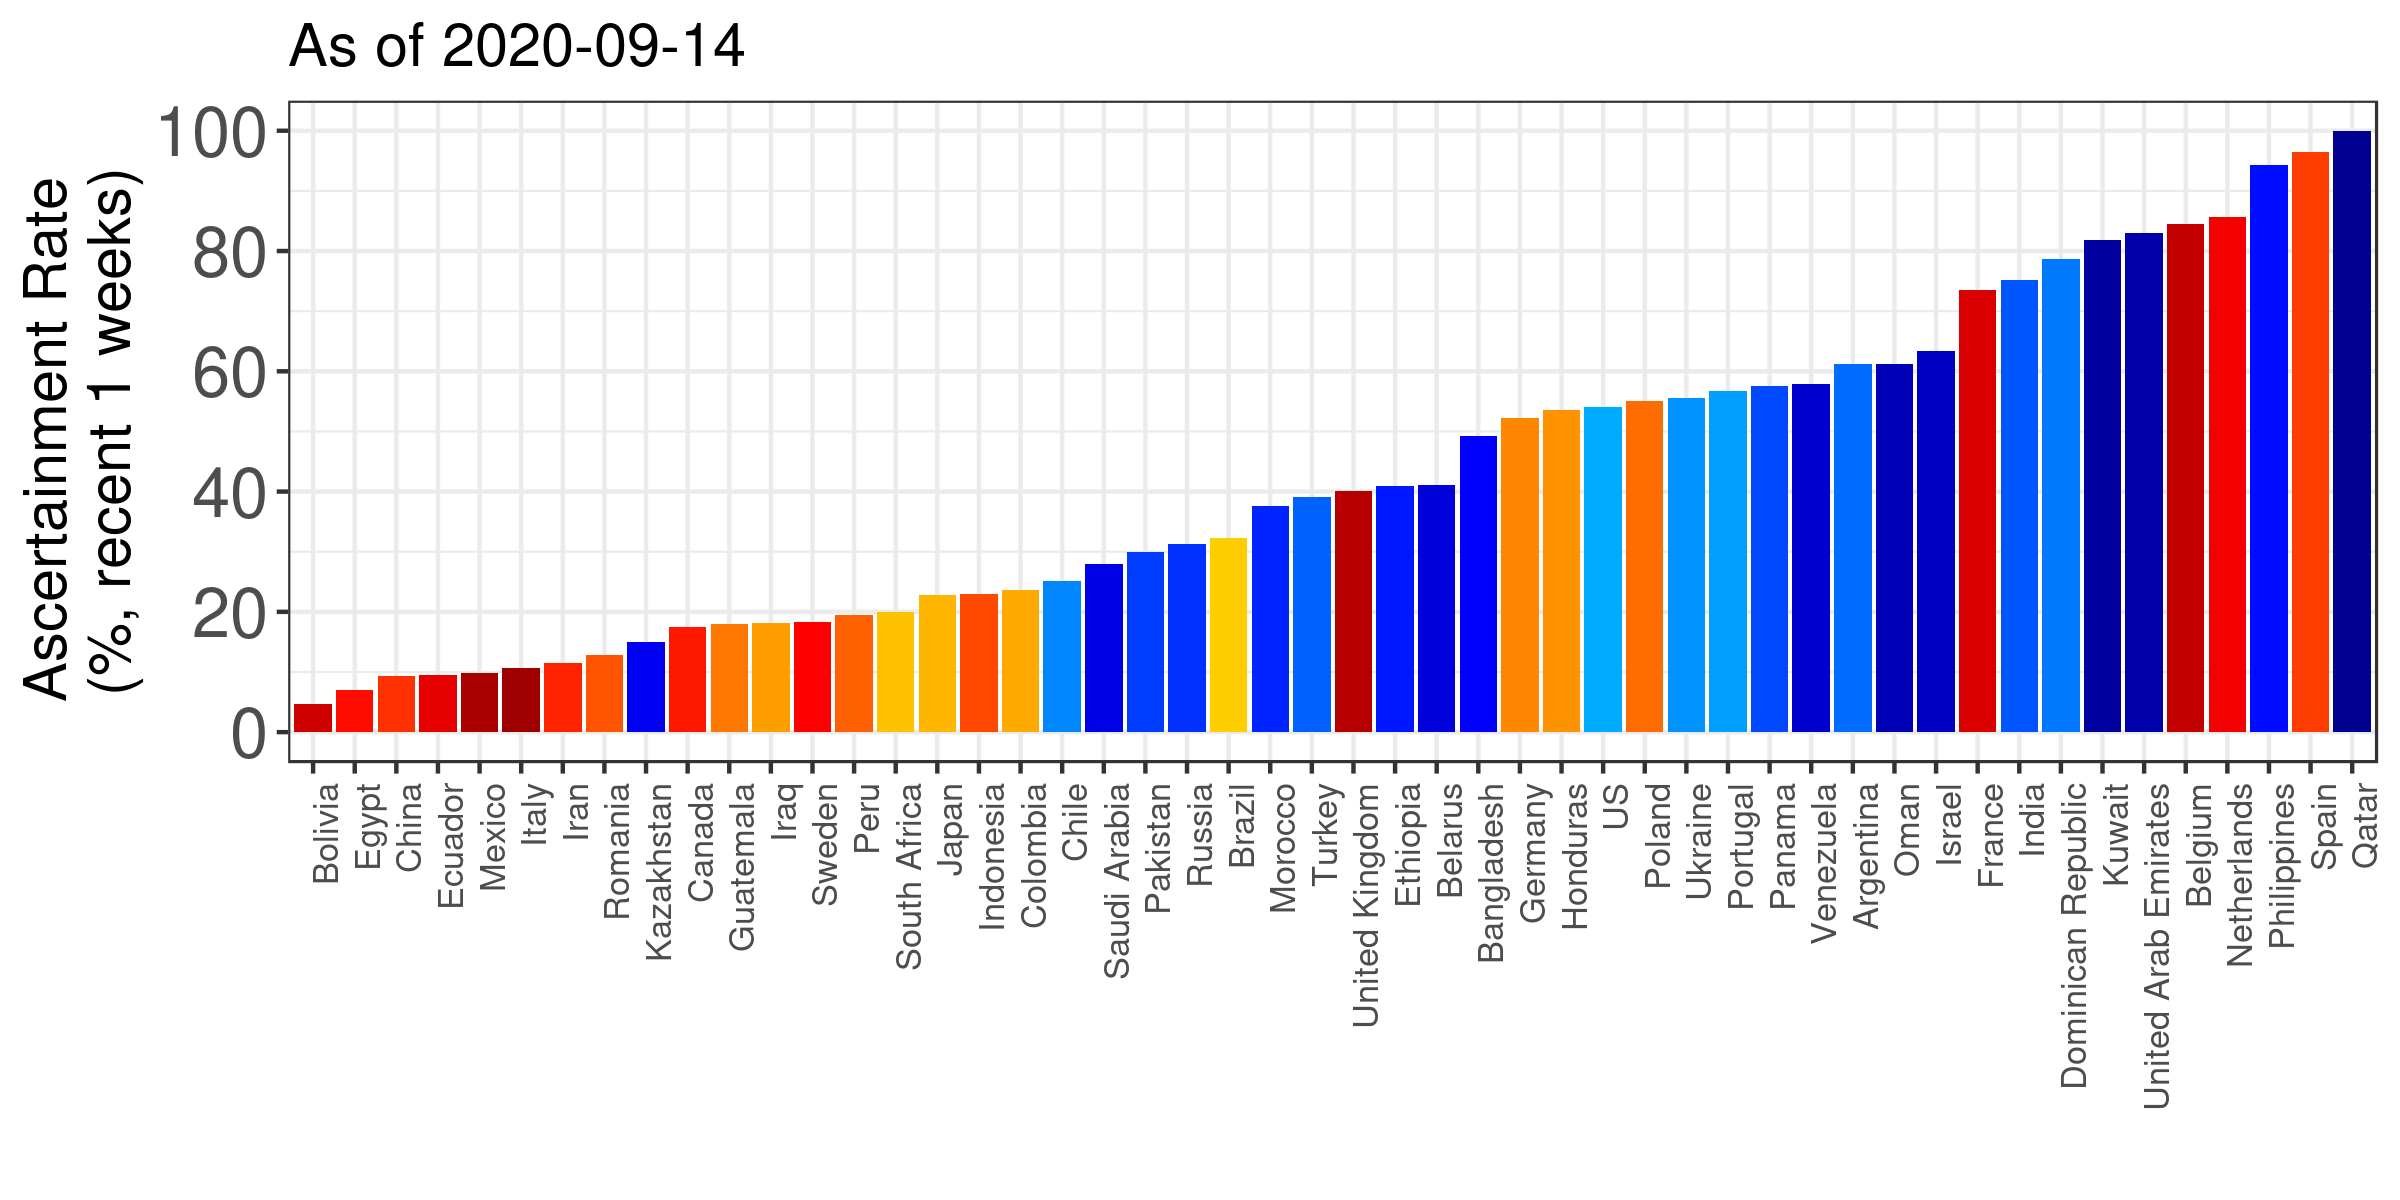 As of 2020-09-14
Ascertainment Rate
(%, recent 1 weeks)
100
80
60
40
20
0
Bolivia
Egypt
China
Ecuador
Mexico
Italy
Iran
Romania
Kazakhstan
Canada
Guatemala
Iraq
Sweden
Peru
South Africa
Japan
Indonesia
Colombia
Chile
Saudi Arabia
Pakistan
Russia
Brazil
Morocco
Turkey
United Kingdom
Ethiopia
Belarus
Bangladesh
Germany
Honduras
US
Poland
Ukraine
Portugal
Panama
Venezuela
Argentina
Oman
Israel
France
India
Dominican Republic
Kuwait
United Arab Emirates
Belgium
Netherlands
Philippines
Spain
Qatar